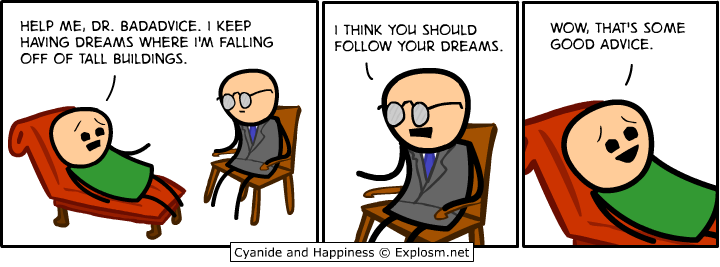 HELP ME, DR. BADADVICE. I KEEP
HAVING DREAMS WHERE I'M FALLING
OFF OF TALL BUILDINGS.
I THINK YOU SHOULD
FOLLOW YOUR DREAMS.
WOW, THAT'S SOME
GOOD ADVICE.
Cyanide and Happiness © Explosm.net